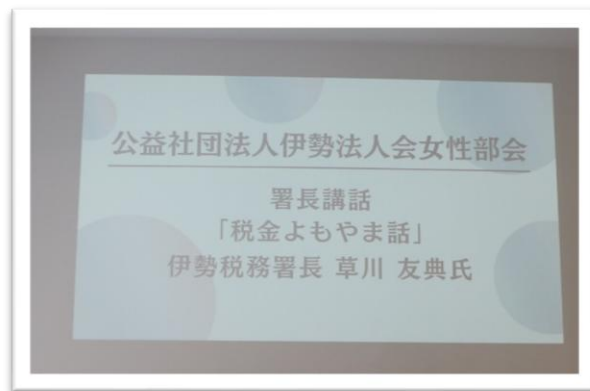 公益社団法人伊勢法人会女性部会
署長講話
「税金よもやま話」
伊勢税務署長 草川 友典氏